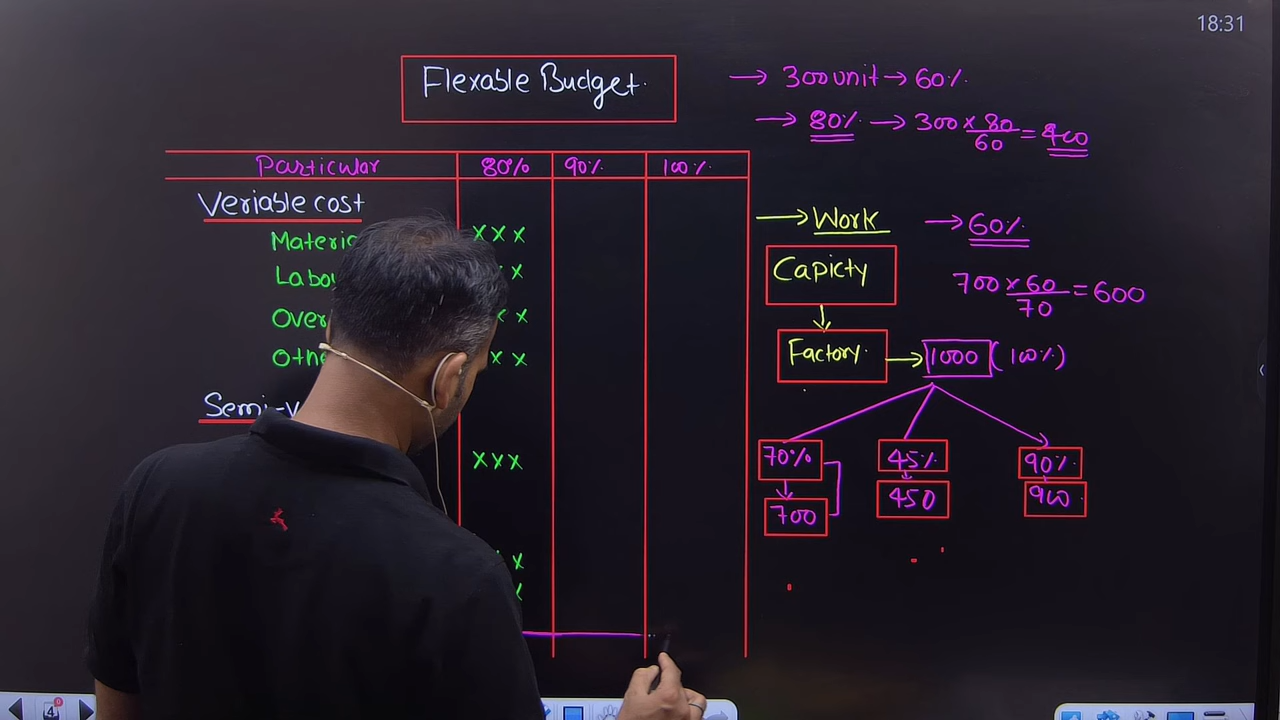 18:31
Flexable Budget.
→ 300 unit → 60%
→ 80% → 300 × 80/60 = 400
Particular 80% 90% 100%
Veriable cost
Materi
××××
Labo
××
Over
××
Othe
××
Semi-v
×××
××
→ Work
→ 60%
Capicty
700 × 60/70 = 600
Factory. → 1000 (100%)
70% 45% 90%
700 450 900
4